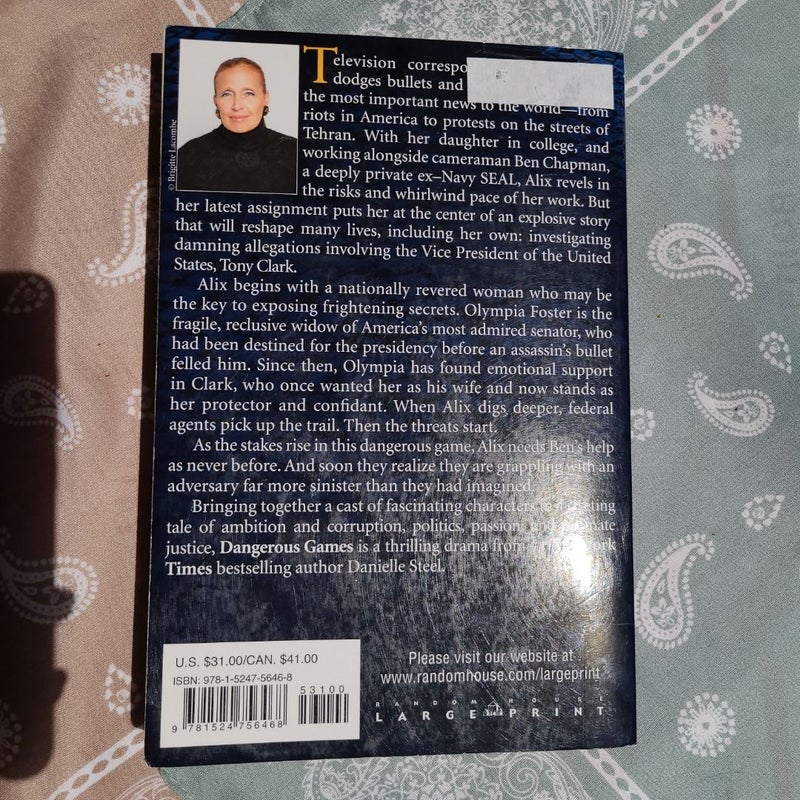 © Brigitte Lacombe
Television
dodges bullets and
the most important news to the world—from
riots in America to protests on the streets of
Tehran. With her daughter in college, and
working alongside cameraman Ben Chapman,
a deeply private ex–Navy SEAL, Alix revels in
the risks and whirlwind pace of her work. But
her latest assignment puts her at the center of an explosive story
that will reshape many lives, including her own: investigating
damning allegations involving the Vice President of the United
States, Tony Clark.
Alix begins with a nationally revered woman who may be
the key to exposing frightening secrets. Olympia Foster is the
fragile, reclusive widow of America's most admired senator, who
had been destined for the presidency before an assassin's bullet
felled him. Since then, Olympia has found emotional support
in Clark, who once wanted her as his wife and now stands as
her protector and confidant. When Alix digs deeper, federal
agents pick up the trail. Then the threats start.
As the stakes rise in this dangerous game, Alix needs Ben's help
as never before. And soon they realize they are grappling with an
adversary far more sinister than they had imagined.
Bringing together a cast of fascinating characters
tale of ambition and corruption, politics, passion,
justice, Dangerous Games is a thrilling drama from
Times bestselling author Danielle Steel.
U.S. $31.00/CAN. $41.00
ISBN: 978-1-5247-5646-8
53100
9 781524 756468
Please visit our website at
www.randomhouse.com/largeprint
RANDOM HOUSE
LARGE PRINT